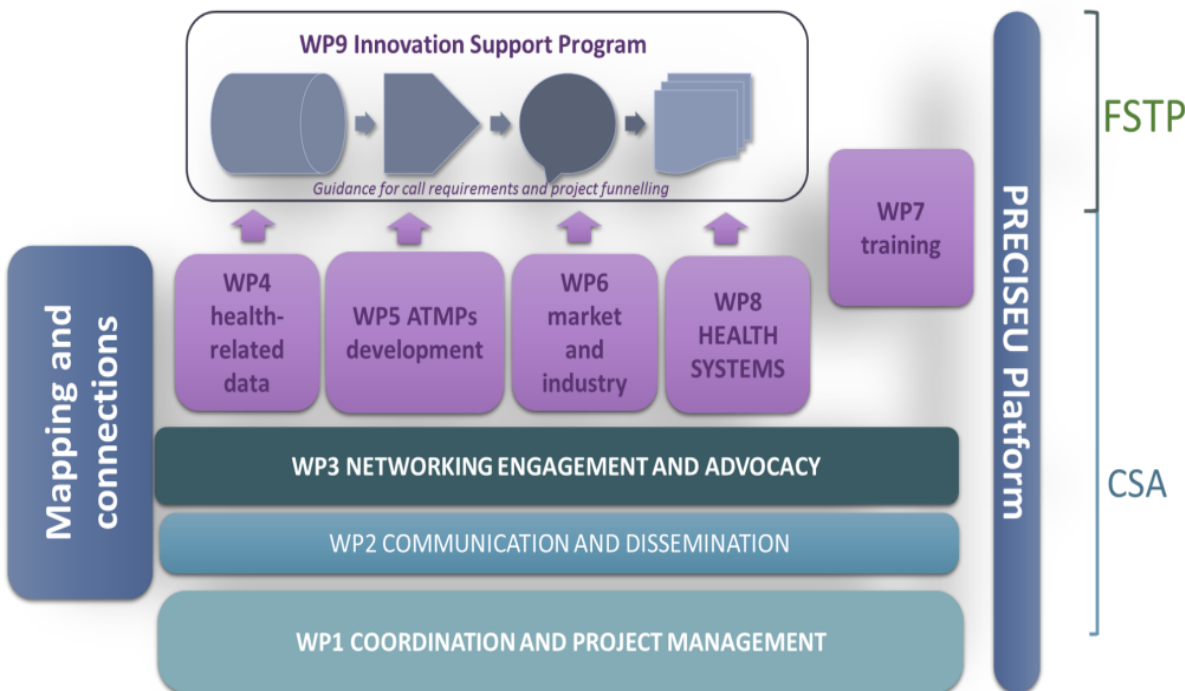 WP9 Innovation Support Program
Guidance for call requirements and project funnelling
FSTP
WP7
training
WP4
health-
related
data
WP5 ATMPs
development
WP6
market
and
industry
WP8
HEALTH
SYSTEMS
Mapping and
connections
PRECISEU Platform
WP3 NETWORKING ENGAGEMENT AND ADVOCACY
CSA
WP2 COMMUNICATION AND DISSEMINATION
WP1 COORDINATION AND PROJECT MANAGEMENT